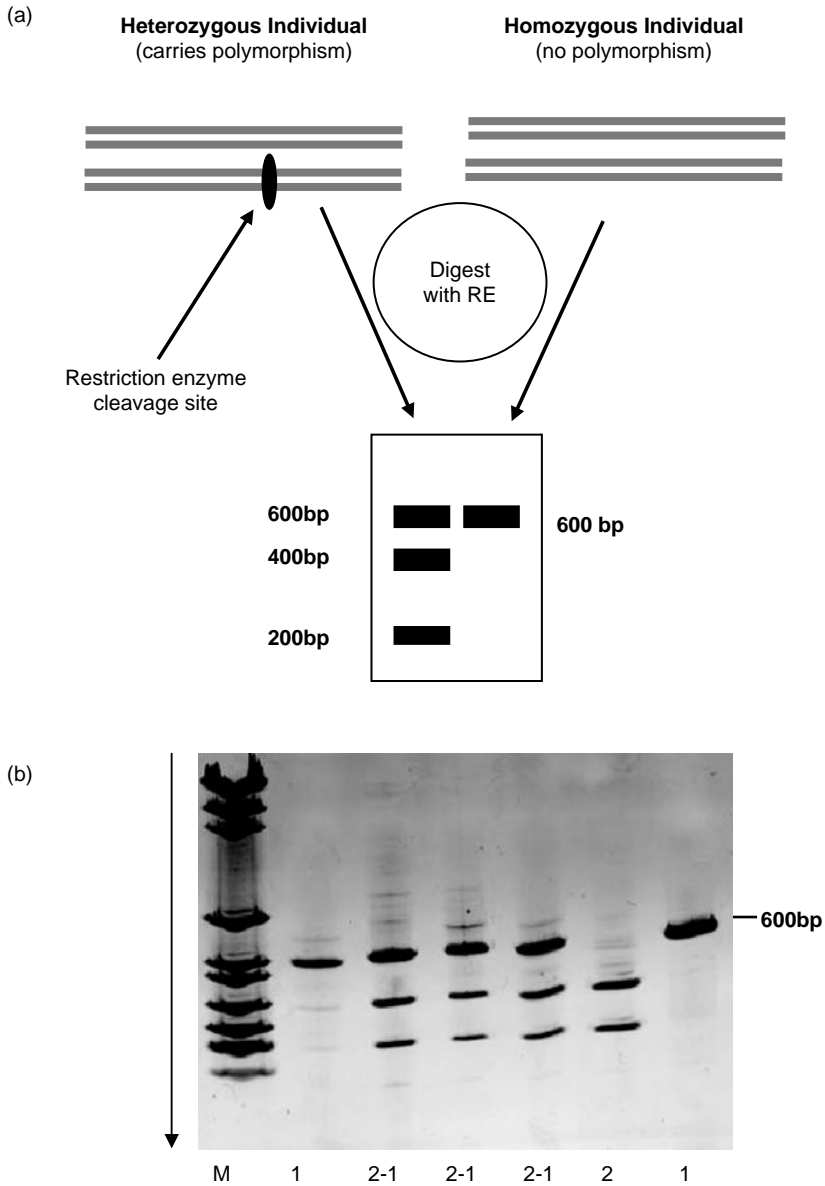 (a)
Heterozygous Individual
(carries polymorphism)
Homozygous Individual
(no polymorphism)
Digest
with RE
Restriction enzyme
cleavage site
600bp
600 bp
400bp
200bp
(b)
600bp
M 1 2-1 2-1 2-1 2 1